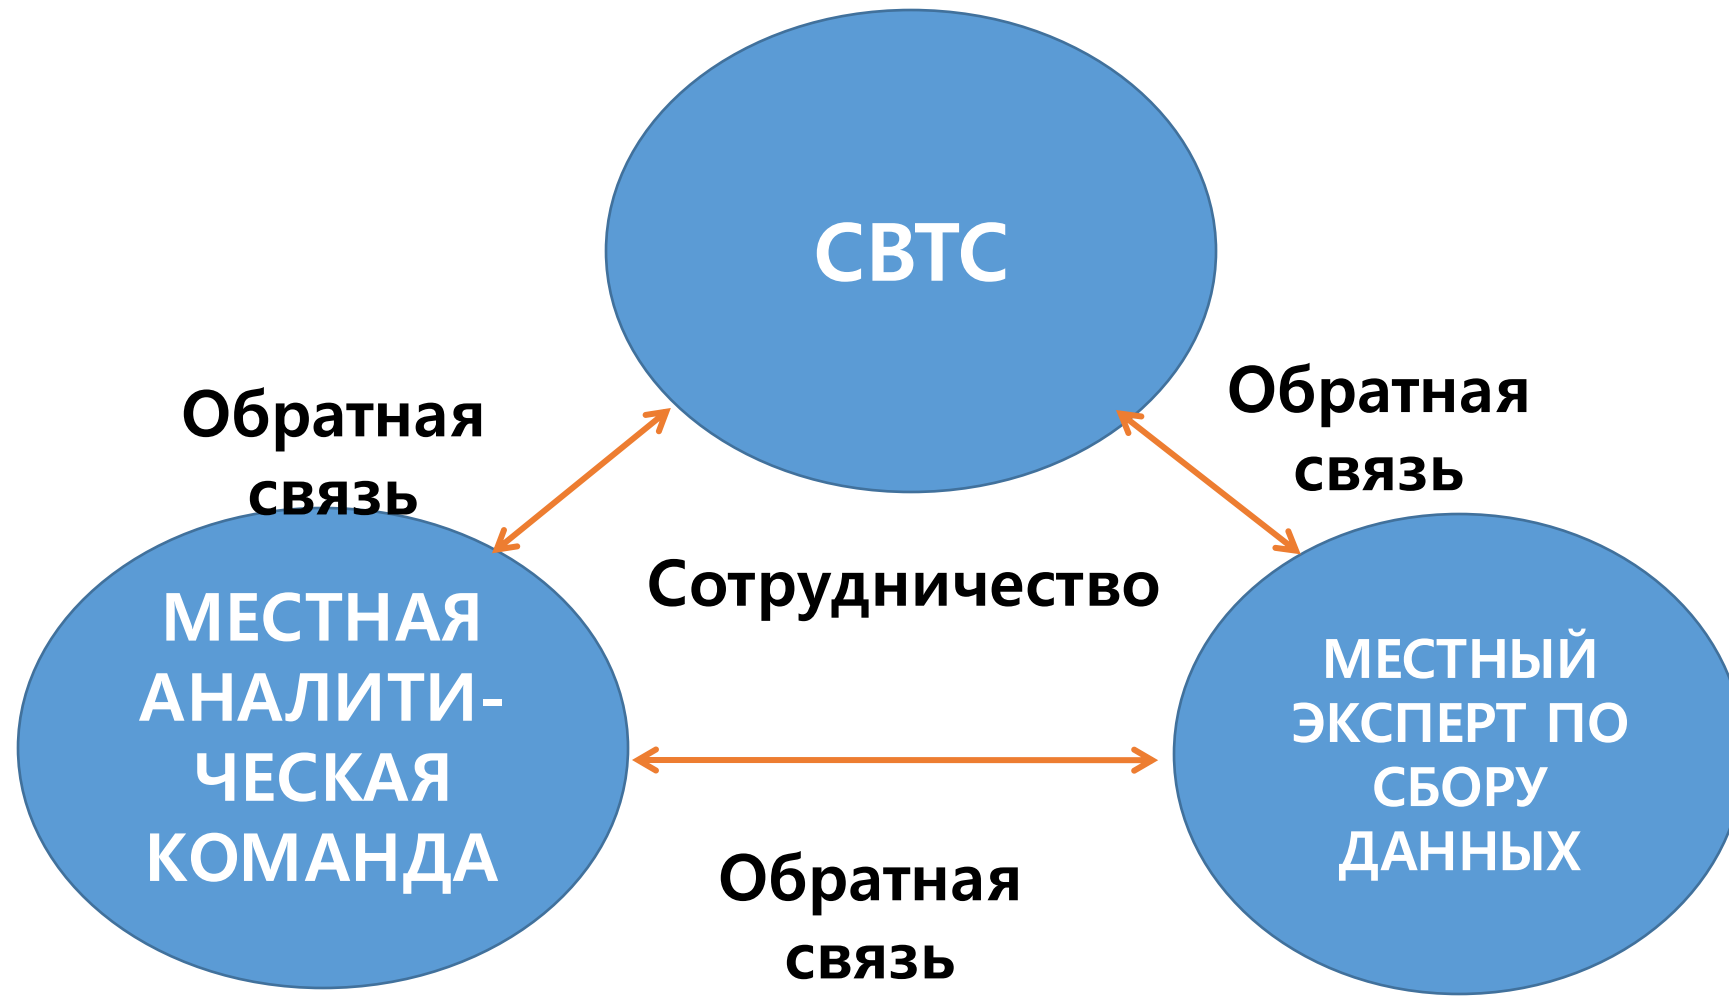 СВТС
Обратная
связь
Обратная
связь
Сотрудничество
МЕСТНАЯ
АНАЛИТИ-
ЧЕСКАЯ
КОМАНДА
МЕСТНЫЙ
ЭКСПЕРТ ПО
СБОРУ
ДАННЫХ
Обратная
связь